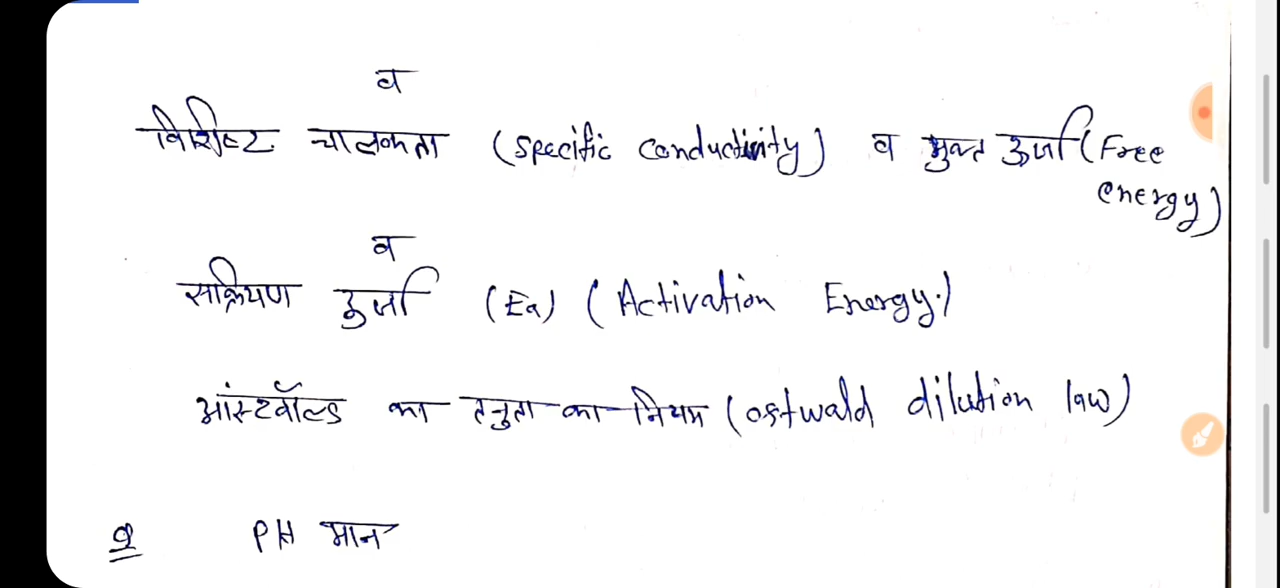 व
विशिष्ट चालकता (specific conductivity) व मुक्त ऊर्जा (Free
energy)
व
सक्रियण ऊर्जा (Ea) (Activation Energy.)
आंस्टवॉल्ड का तनुता का नियम (ostwald dilution law)
9 PH मान